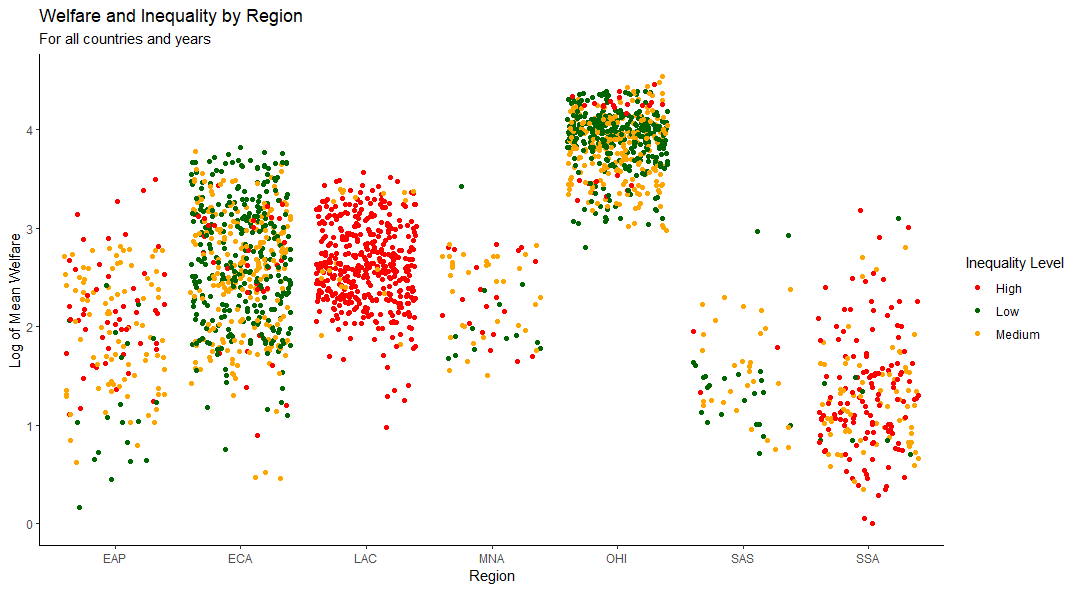 Welfare and Inequality by Region
For all countries and years
Log of Mean Welfare
4
3
2
1
0
EAP
ECA
LAC
MNA
OHI
SAS
SSA
Region
Inequality Level
High
Low
Medium